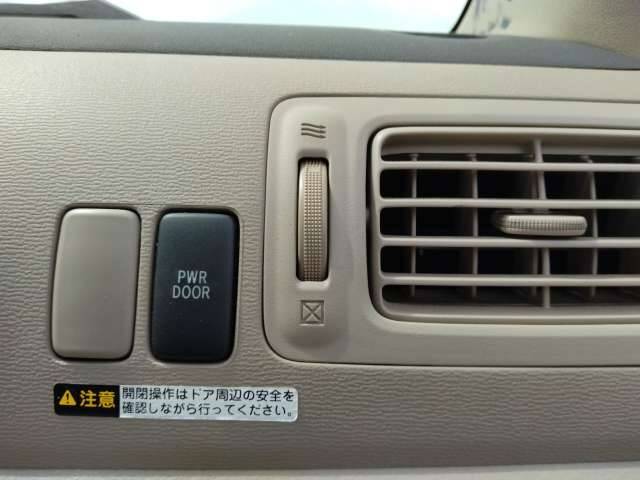 PWR
DOOR
注意
開閉操作はドア周辺の安全を
確認しながら行ってください。